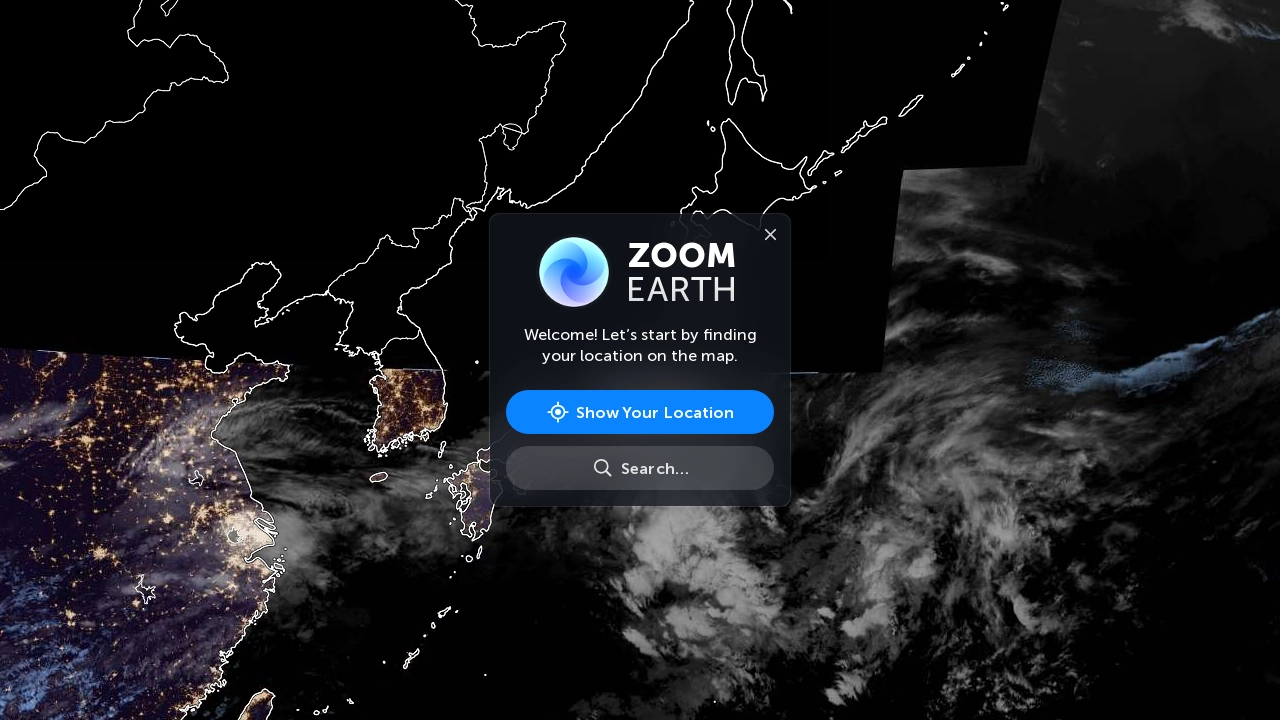 ZOOM
EARTH
Welcome! Let’s start by finding
your location on the map.
Show Your Location
Search...